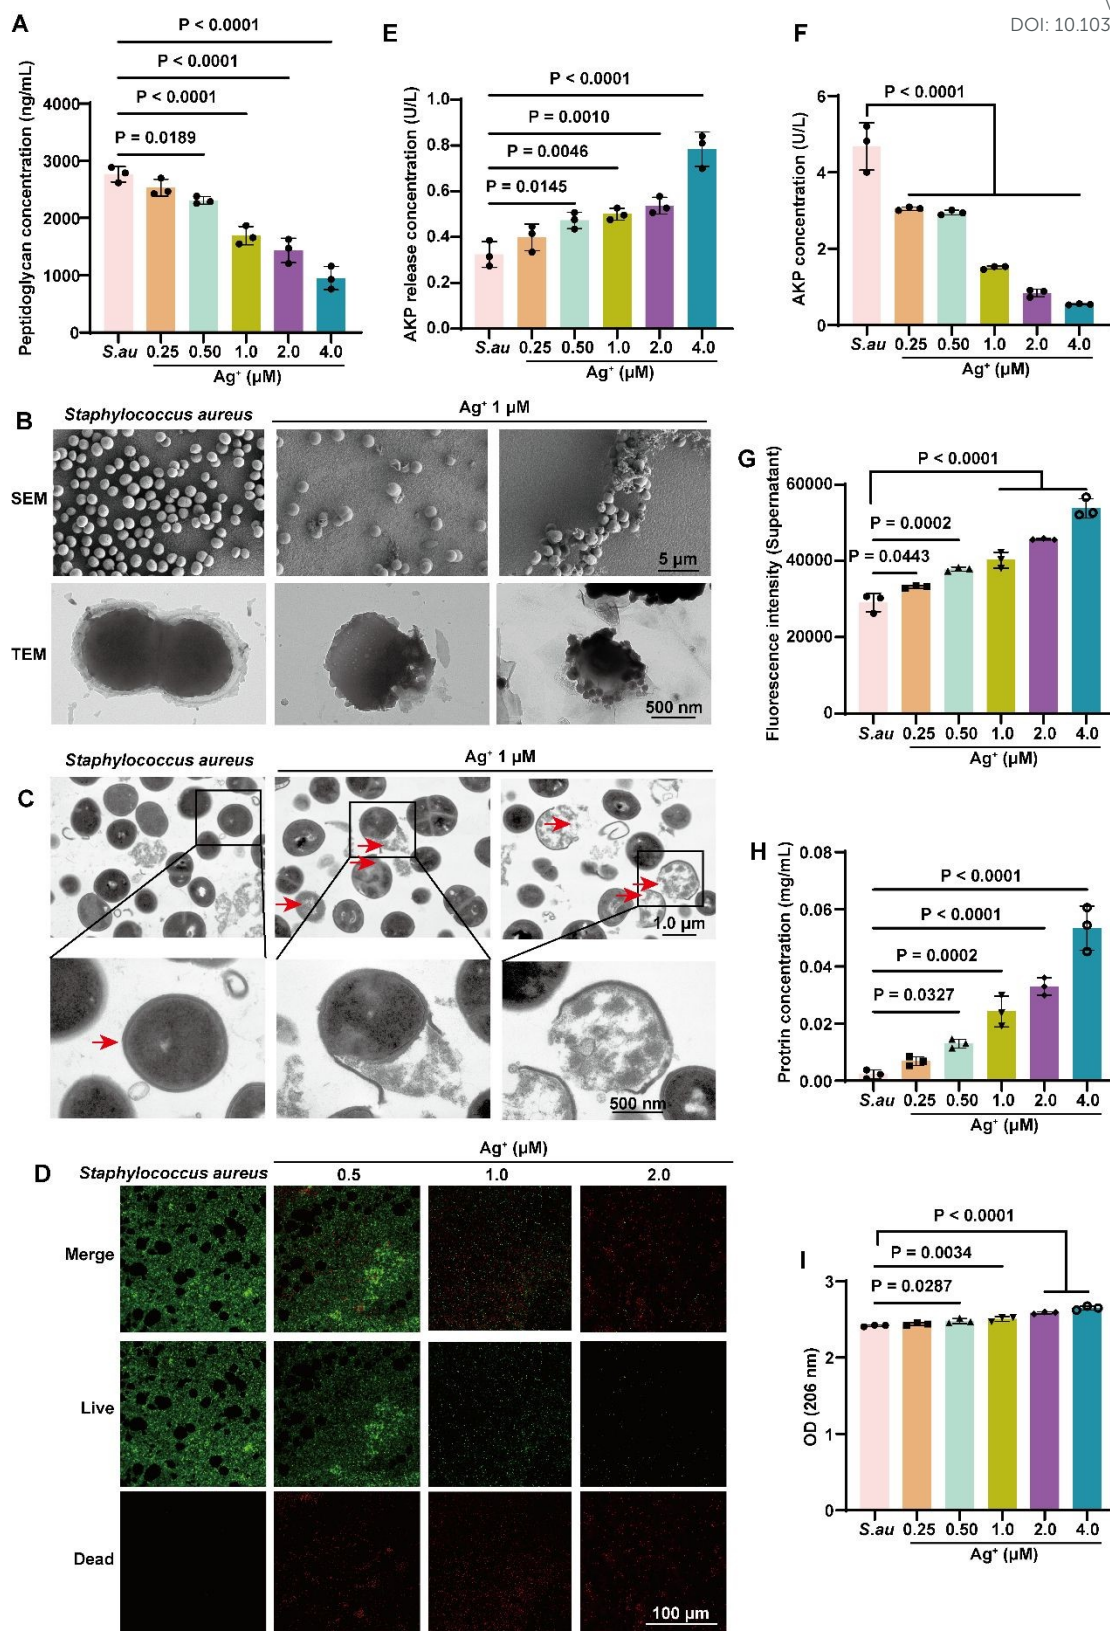 DOI: 10.103
A
P < 0.0001
P < 0.0001
P < 0.0001
P = 0.0189
Peptidoglycan concentration (ng/mL)
4000
3000
2000
1000
0
S.au 0.25 0.50 1.0 2.0 4.0
Ag⁺ (µM)
E
P < 0.0001
P = 0.0010
P = 0.0046
P = 0.0145
AKP release concentration (U/L)
1.0
0.8
0.6
0.4
0.2
0.0
S.au 0.25 0.50 1.0 2.0 4.0
Ag⁺ (µM)
F
P < 0.0001
AKP concentration (U/L)
6
4
2
0
S.au 0.25 0.50 1.0 2.0 4.0
Ag⁺ (µM)
B
Staphylococcus aureus
Ag⁺ 1 µM
SEM
5 µm
TEM
500 nm
G
P < 0.0001
P = 0.0002
P = 0.0443
Fluorescence intensity (Supernatant)
60000
40000
20000
0
S.au 0.25 0.50 1.0 2.0 4.0
Ag⁺ (µM)
C
Staphylococcus aureus
Ag⁺ 1 µM
1.0 µm
500 nm
H
P < 0.0001
P < 0.0001
P = 0.0002
P = 0.0327
Protrin concentration (mg/mL)
0.08
0.06
0.04
0.02
0.00
S.au 0.25 0.50 1.0 2.0 4.0
Ag⁺ (µM)
D
Ag⁺ (µM)
Staphylococcus aureus 0.5 1.0 2.0
Merge
Live
Dead
100 µm
I
P < 0.0001
P = 0.0034
P = 0.0287
OD (206 nm)
3
2
1
0
S.au 0.25 0.50 1.0 2.0 4.0
Ag⁺ (µM)